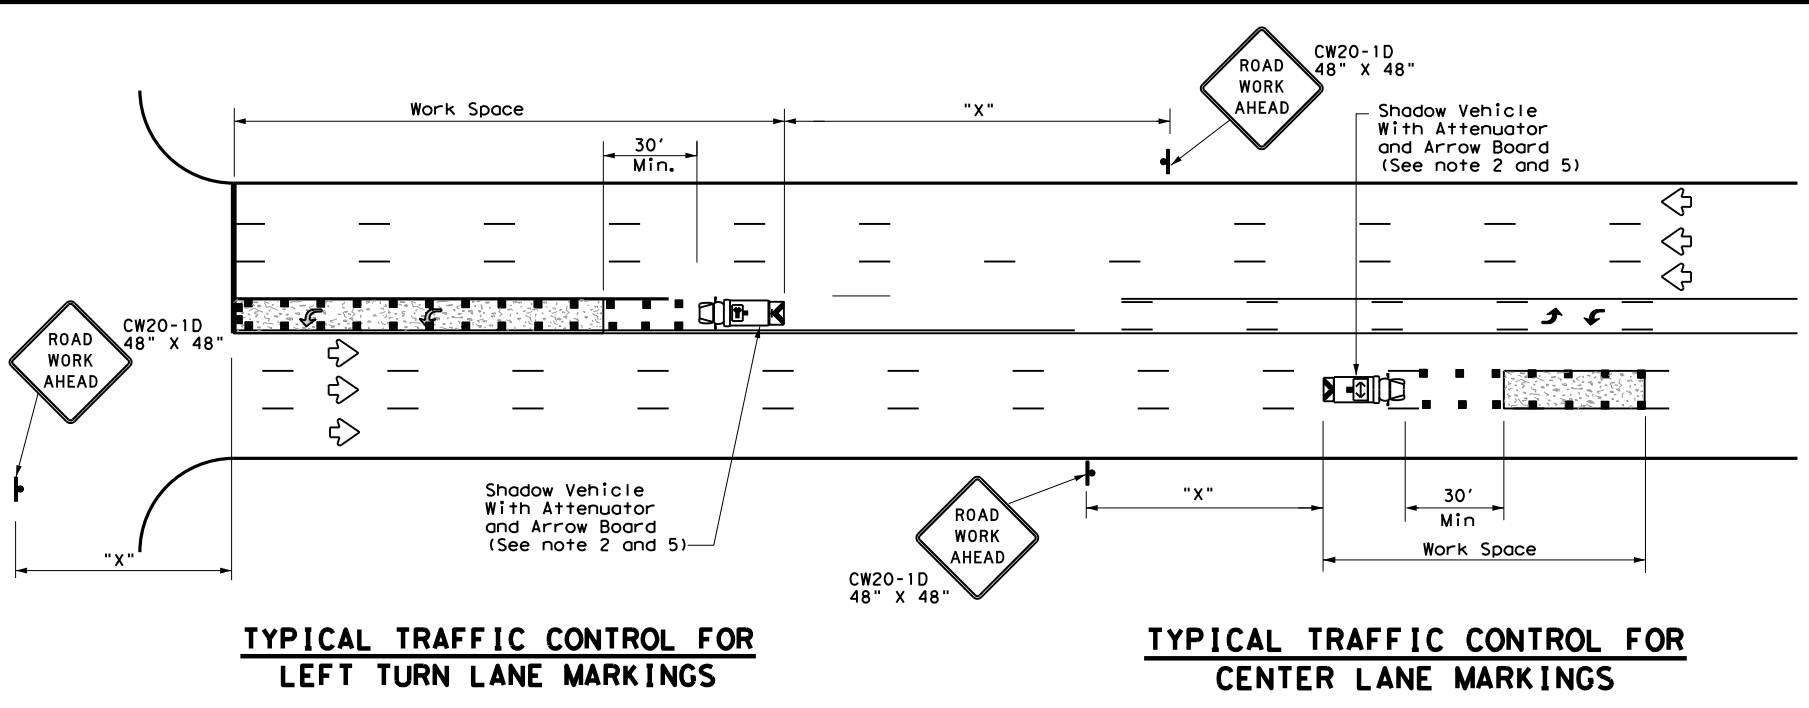 CW20-1D
48" X 48"
ROAD
WORK
AHEAD
Work Space
"X"
30'
Min.
Shadow Vehicle
With Attenuator
and Arrow Board
(See note 2 and 5)
CW20-1D
48" X 48"
ROAD
WORK
AHEAD
Shadow Vehicle
With Attenuator
and Arrow Board
(See note 2 and 5)
"X"
ROAD
WORK
AHEAD
CW20-1D
48" X 48"
"X"
30'
Min
Work Space
TYPICAL TRAFFIC CONTROL FOR
LEFT TURN LANE MARKINGS
TYPICAL TRAFFIC CONTROL FOR
CENTER LANE MARKINGS